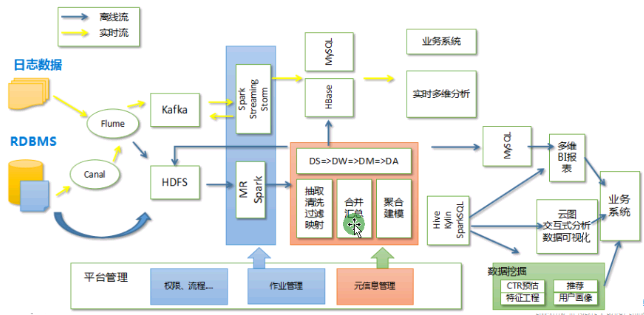 离线流
实时流
日志数据
RDBMS
Flume
Canal
Kafka
HDFS
Spark
Streaming
Storm
MR
Spark
MySQL
HBase
业务系统
实时多维分析
DS=>DW=>DM=>DA
抽取
清洗
过滤
映射
合并
聚合
建模
MySQL
Hive
Kylin
SparkSQL
多维
BI报
表
云图
交互式分析
数据可视化
业务
系统
数据挖掘
CTR预估
推荐
特征工程
用户画像
平台管理
权限、流程....
作业管理
元信息管理